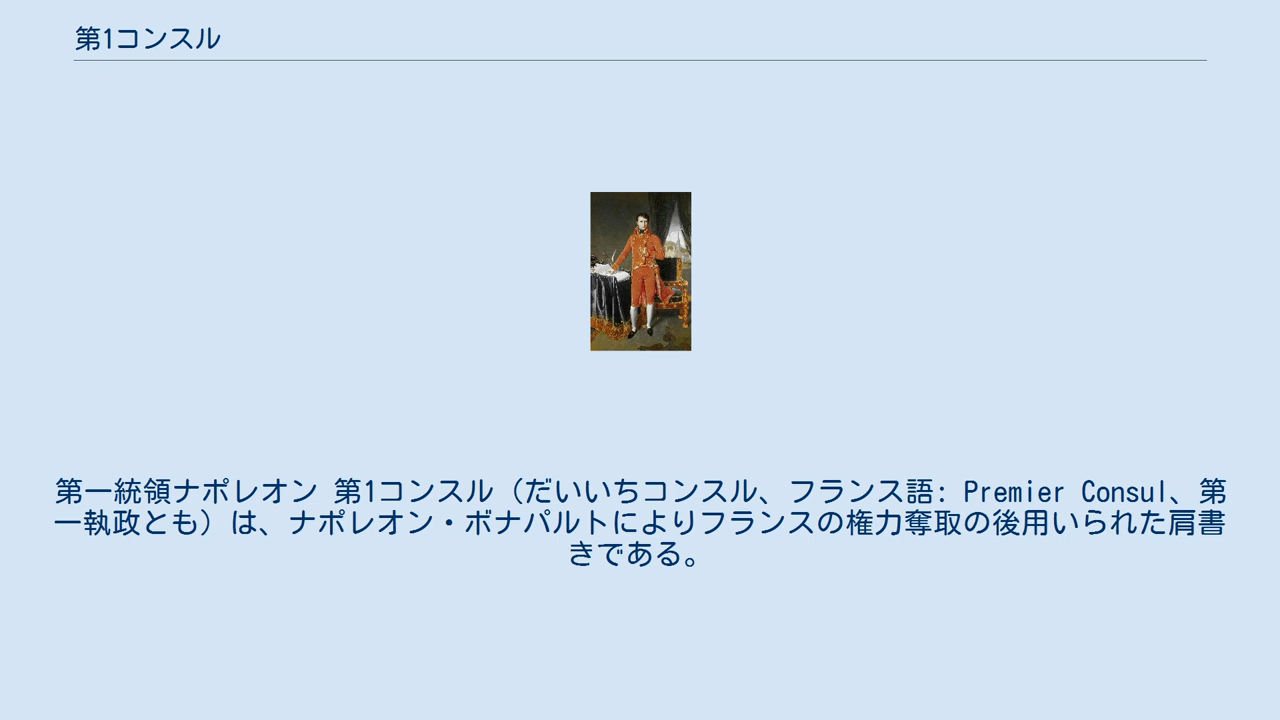 第1コンスル
第一統領ナポレオン 第1コンスル（だいいちコンスル、フランス語: Premier Consul、第
一執政とも）は、ナポレオン・ボナパルトによりフランスの権力奪取の後用いられた肩書
きである。